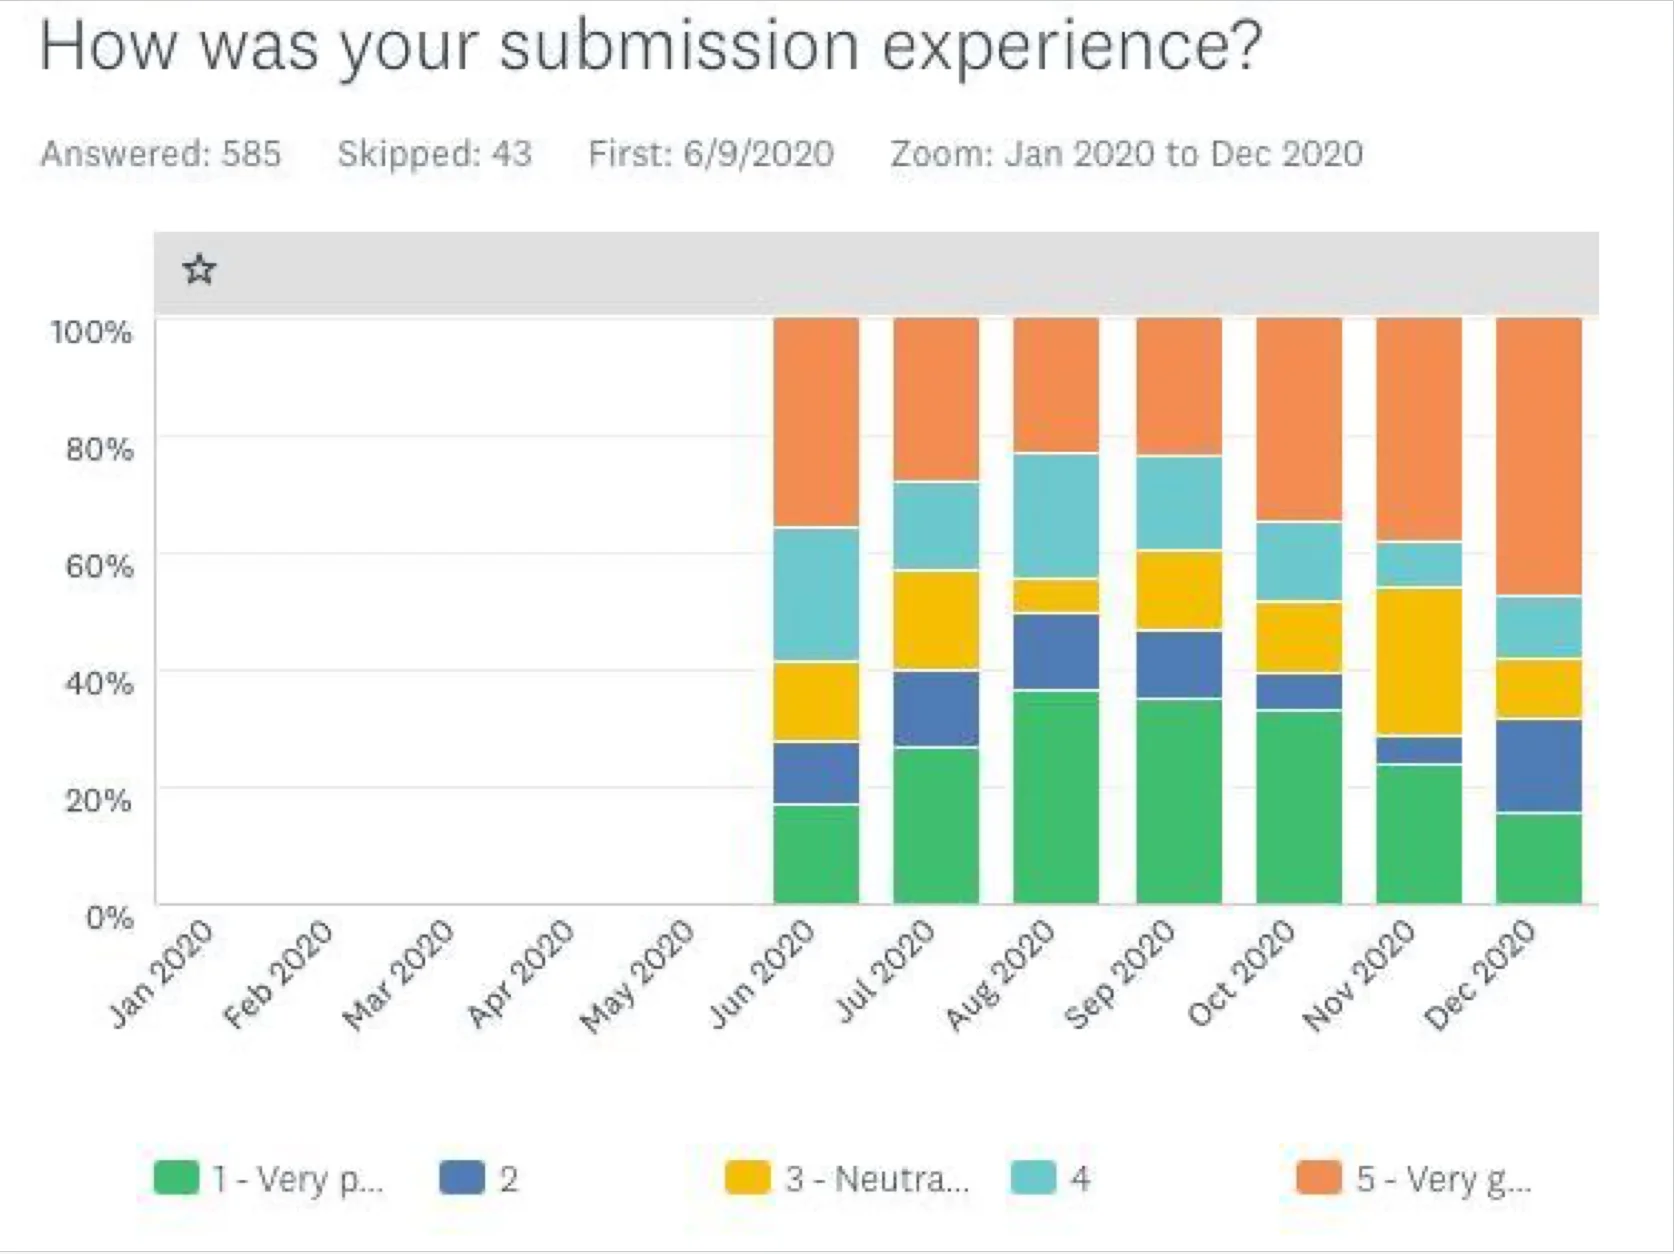 How was your submission experience?
Answered: 585 Skipped: 43 First: 6/9/2020 Zoom: Jan 2020 to Dec 2020
100%
80%
60%
40%
20%
0%
Jan 2020 Feb 2020 Mar 2020 Apr 2020 May 2020 Jun 2020 Jul 2020 Aug 2020 Sep 2020 Oct 2020 Nov 2020 Dec 2020
1 - Very p... 2 3 - Neutra... 4 5 - Very g...